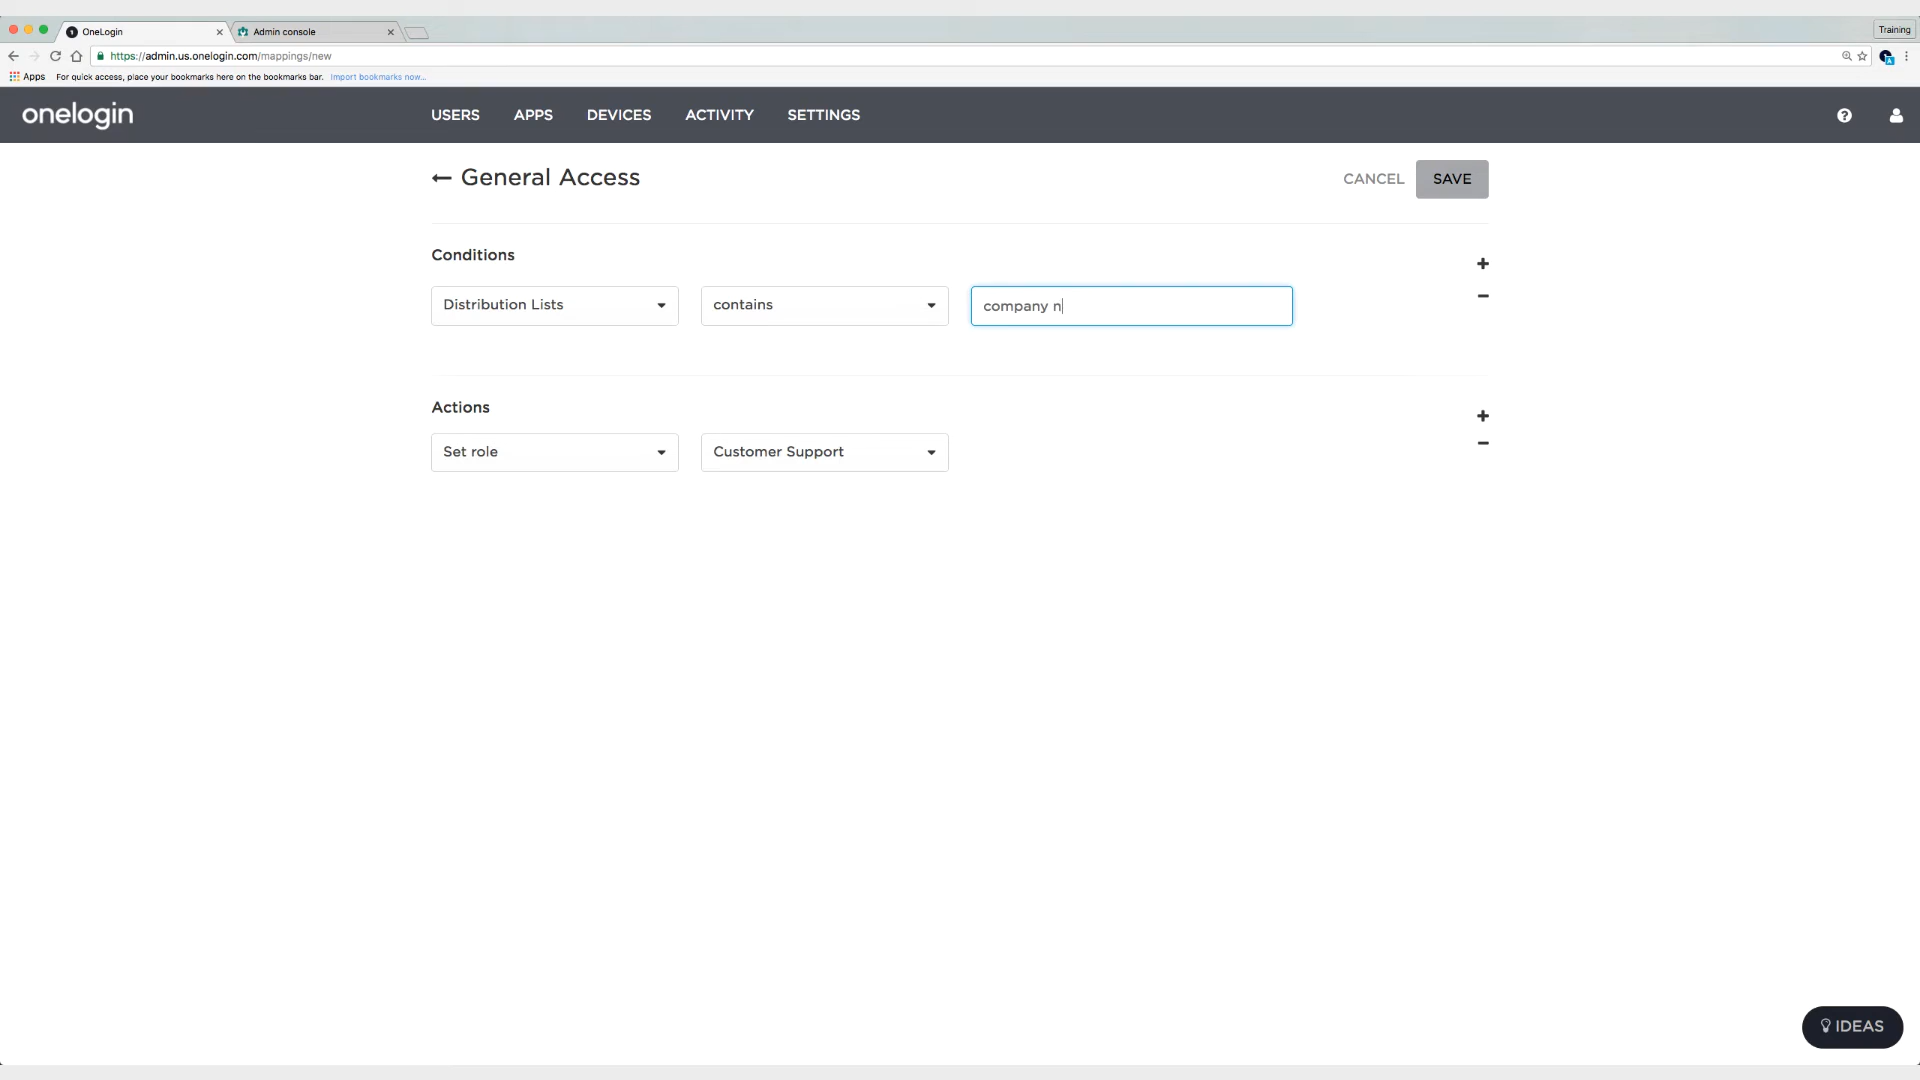 OneLogin
Admin console
Training
https://admin.us.onelogin.com/mappings/new
Apps For quick access, place your bookmarks here on the bookmarks bar. Import bookmarks now...
onelogin USERS APPS DEVICES ACTIVITY SETTINGS
← General Access CANCEL SAVE
Conditions
Distribution Lists contains company n
Actions
Set role Customer Support
IDEAS